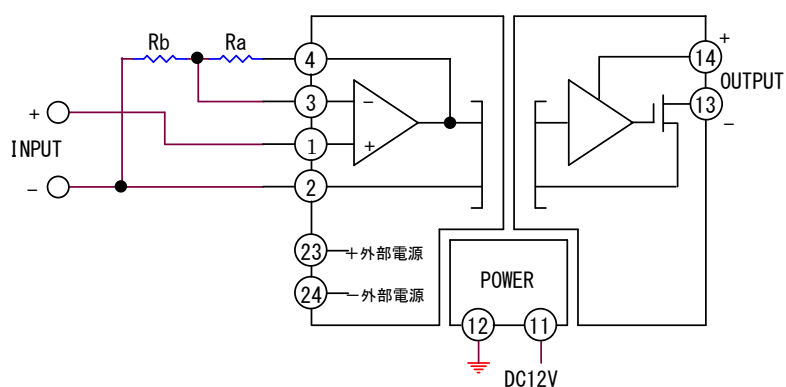 Rb Ra
4
14 +
OUTPUT
3 −
13
−
+
INPUT
1 +
−
2
23 +外部電源
24 −外部電源
POWER
12 11
DC12V